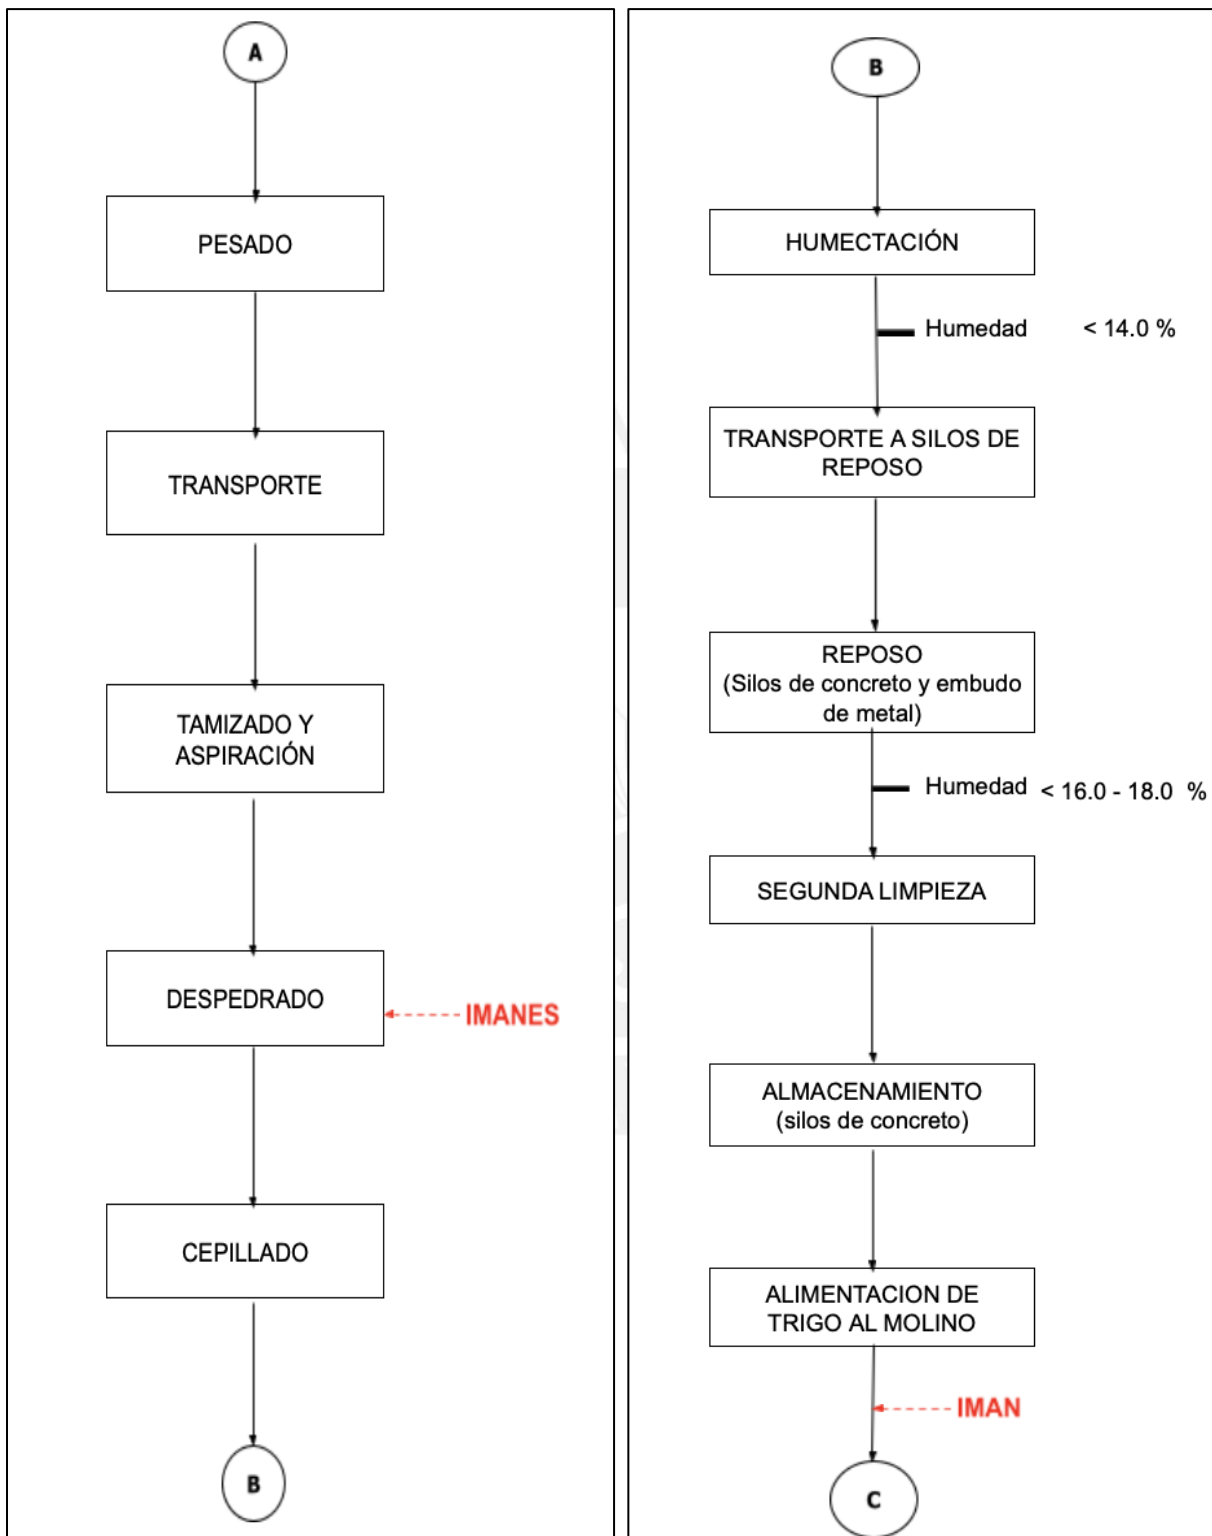 A
PESADO
TRANSPORTE
TAMIZADO Y
ASPIRACIÓN
DESPEDRADO
IMANES
CEPILLADO
B
B
HUMECTACIÓN
Humedad < 14.0 %
TRANSPORTE A SILOS DE
REPOSO
REPOSO
(Silos de concreto y embudo
de metal)
Humedad < 16.0 - 18.0 %
SEGUNDA LIMPIEZA
ALMACENAMIENTO
(silos de concreto)
ALIMENTACION DE
TRIGO AL MOLINO
IMAN
C